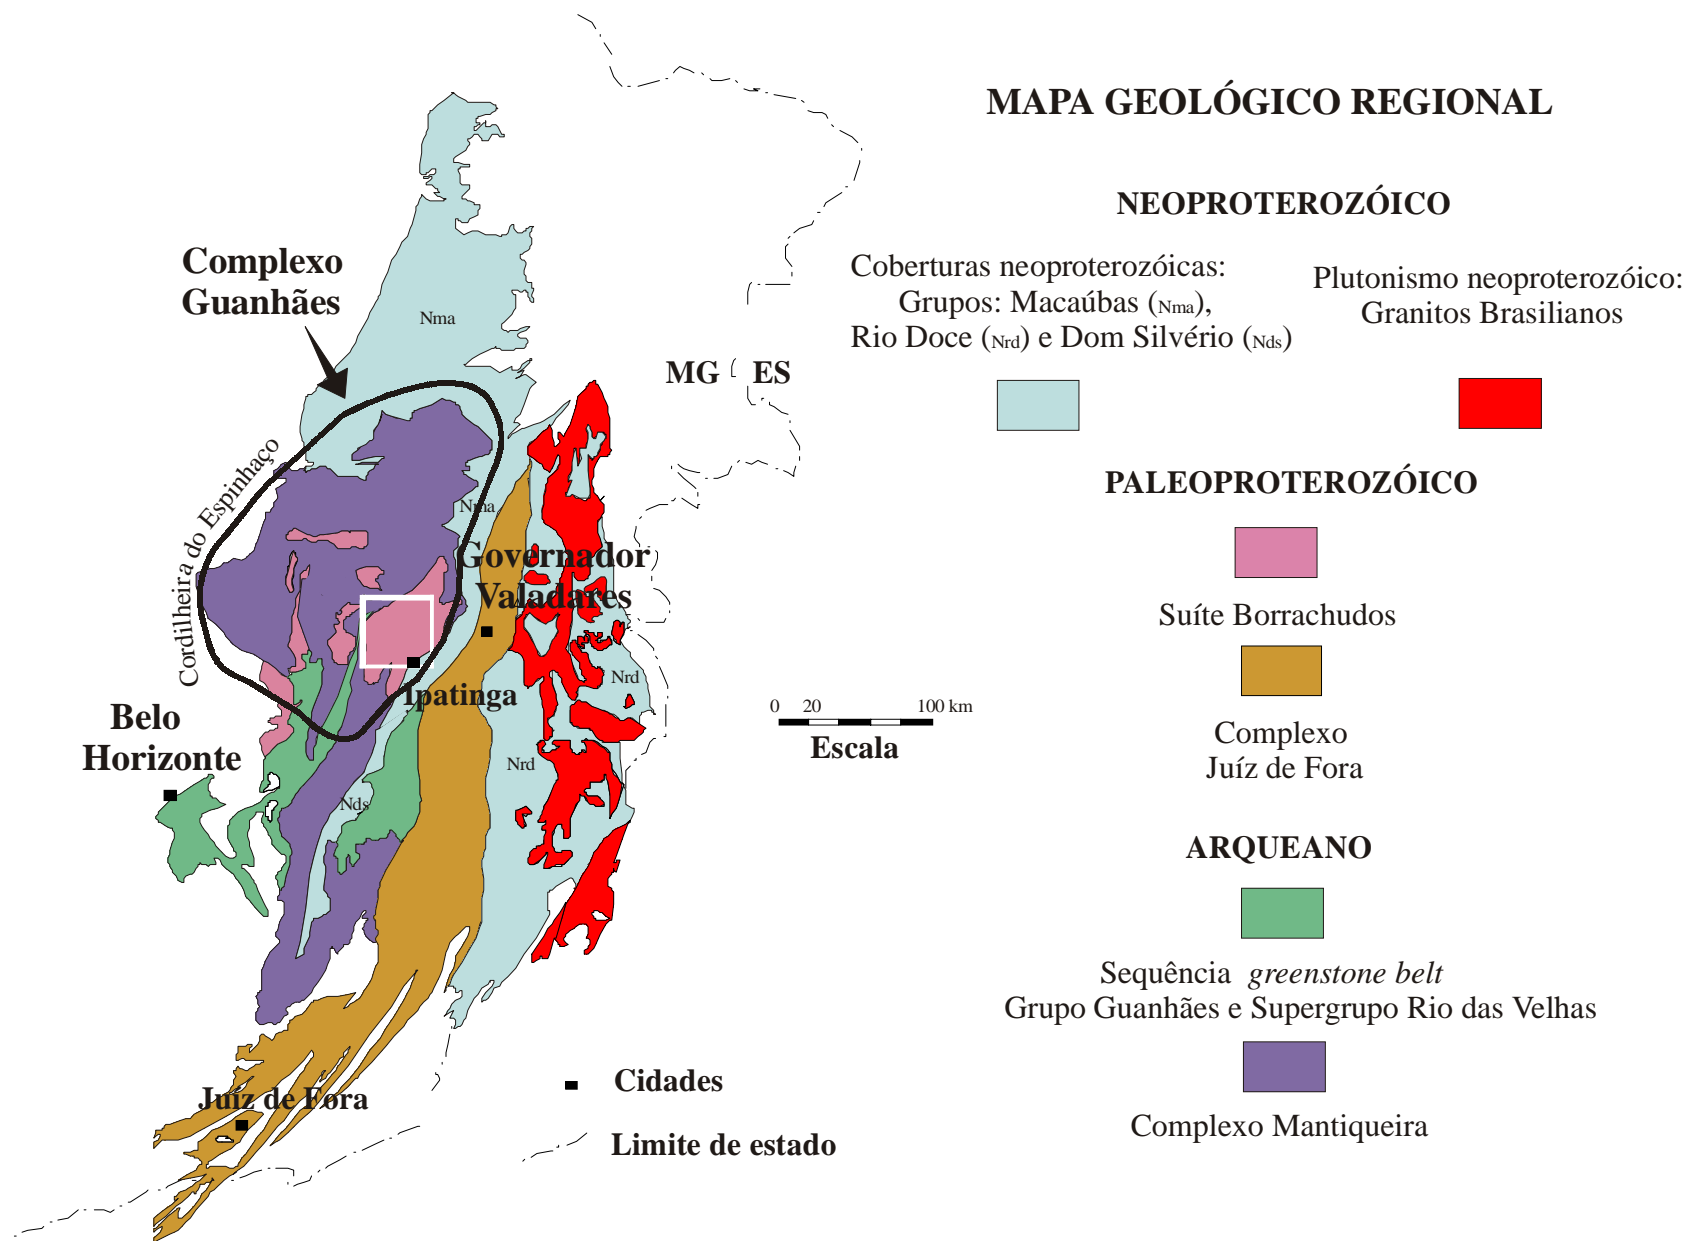 MAPA GEOLÓGICO REGIONAL
NEOPROTEROZÓICO
Coberturas neoproterozóicas:
Grupos: Macaúbas (Nma),
Rio Doce (Nrd) e Dom Silvério (Nds)
Plutonismo neoproterozóico:
Granitos Brasilianos
PALEOPROTEROZÓICO
Suíte Borrachudos
Complexo
Juíz de Fora
ARQUEANO
Sequência greenstone belt
Grupo Guanhães e Supergrupo Rio das Velhas
Complexo Mantiqueira
Complexo
Guanhães
Nma
MG
ES
Cordilheira do Espinhaço
Nma
Governador
Valadares
Ipatinga
Nrd
Belo
Horizonte
0 20 100 km
Escala
Nrd
Nds
Juíz de Fora
Cidades
Limite de estado